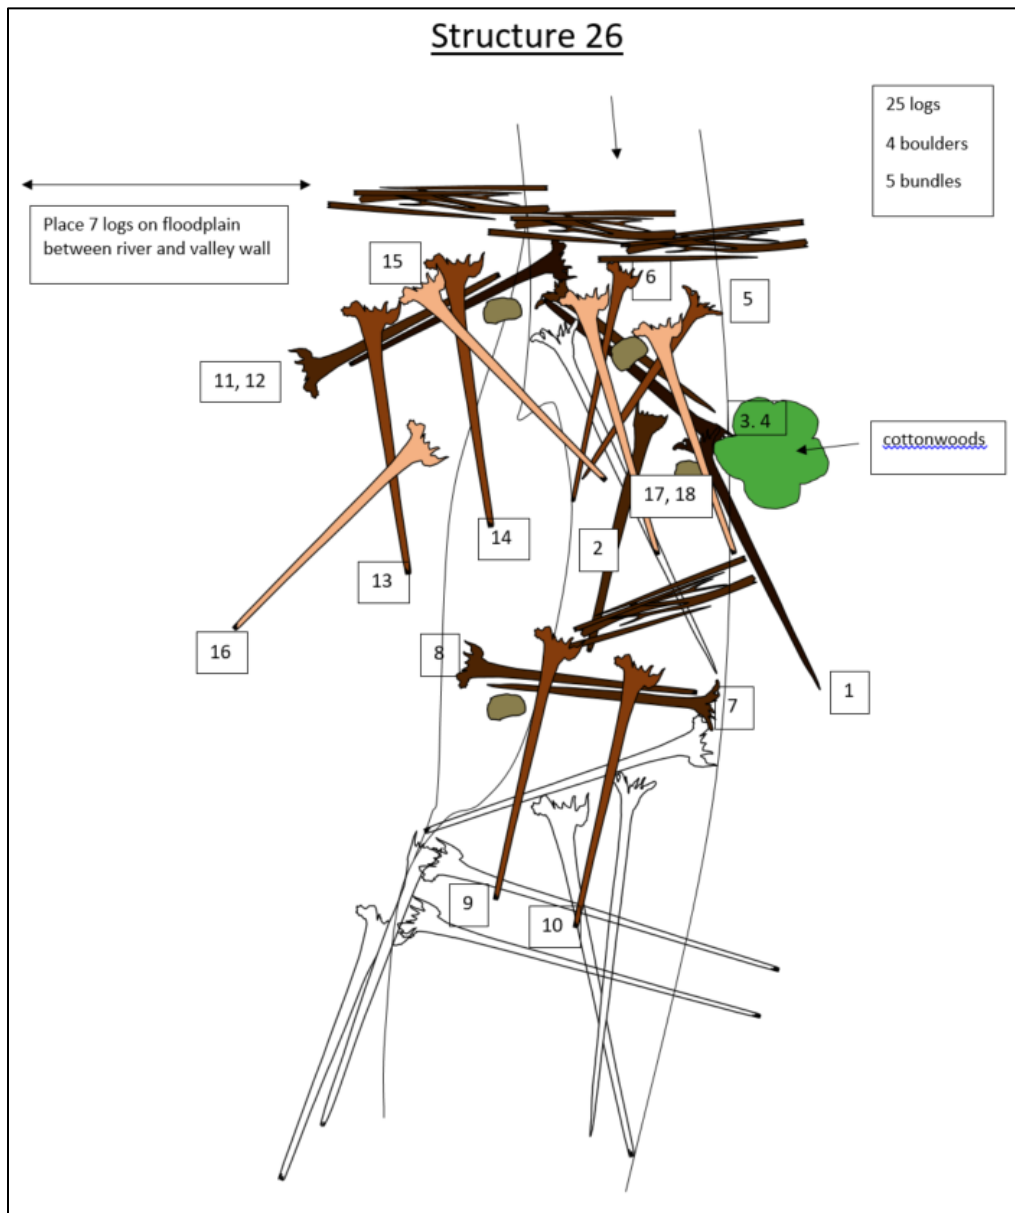 Structure 26
25 logs
4 boulders
5 bundles
Place 7 logs on floodplain
between river and valley wall
15
6
5
11, 12
3. 4
cottonwoods
17, 18
14
2
13
16
8
7
1
9
10